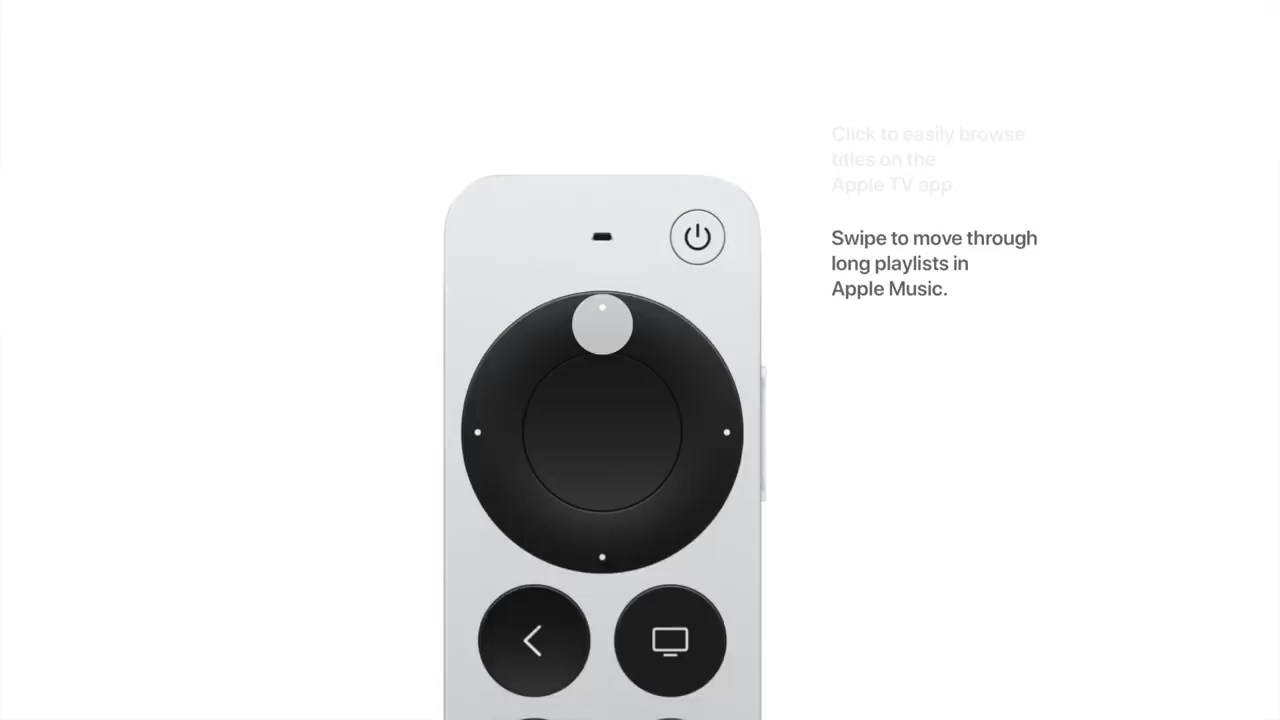 Click to easily browse
titles on the
Apple TV app.
Swipe to move through
long playlists in
Apple Music.